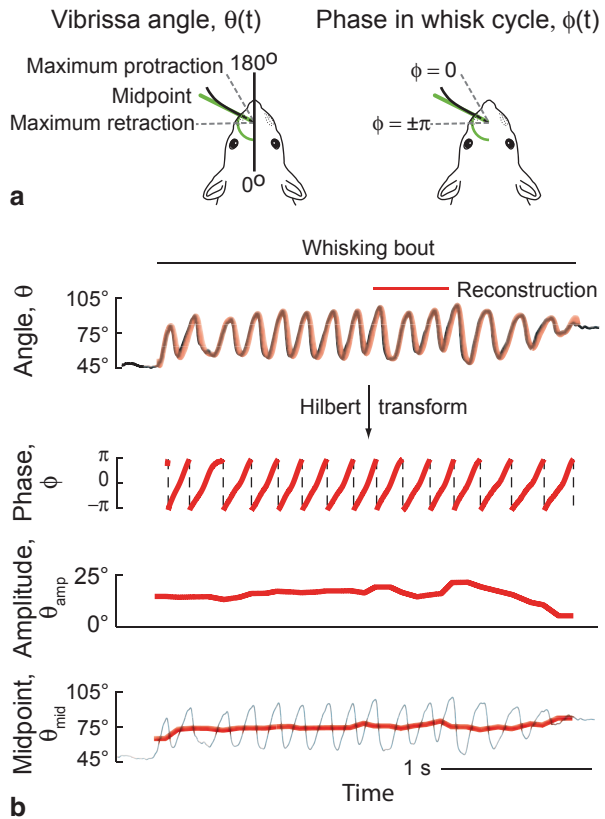 Vibrissa angle, θ(t)
Phase in whisk cycle, ϕ(t)
Maximum protraction
180°
Midpoint
Maximum retraction
0°
ϕ = 0
ϕ = ±π
a
Whisking bout
Reconstruction
Angle, θ
105°
75°
45°
Hilbert transform
Phase, ϕ
π
0
−π
Amplitude, θamp
25°
0°
Midpoint, θmid
105°
75°
45°
1 s
Time
b